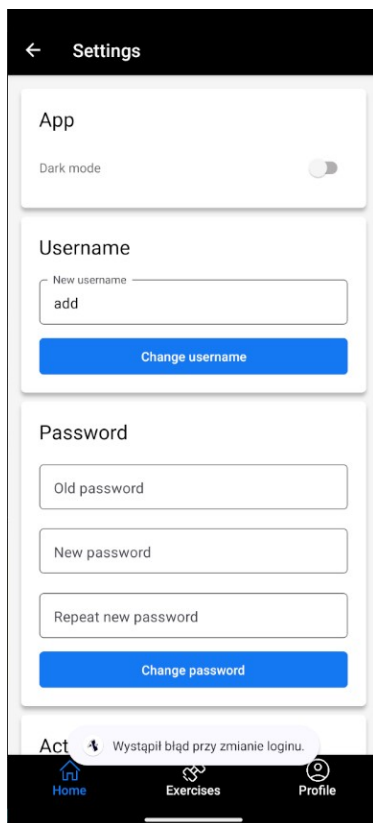 Settings
App
Dark mode
Username
New username
add
Change username
Password
Old password
New password
Repeat new password
Change password
Act
Wystąpił błąd przy zmianie loginu.
Home
Exercises
Profile